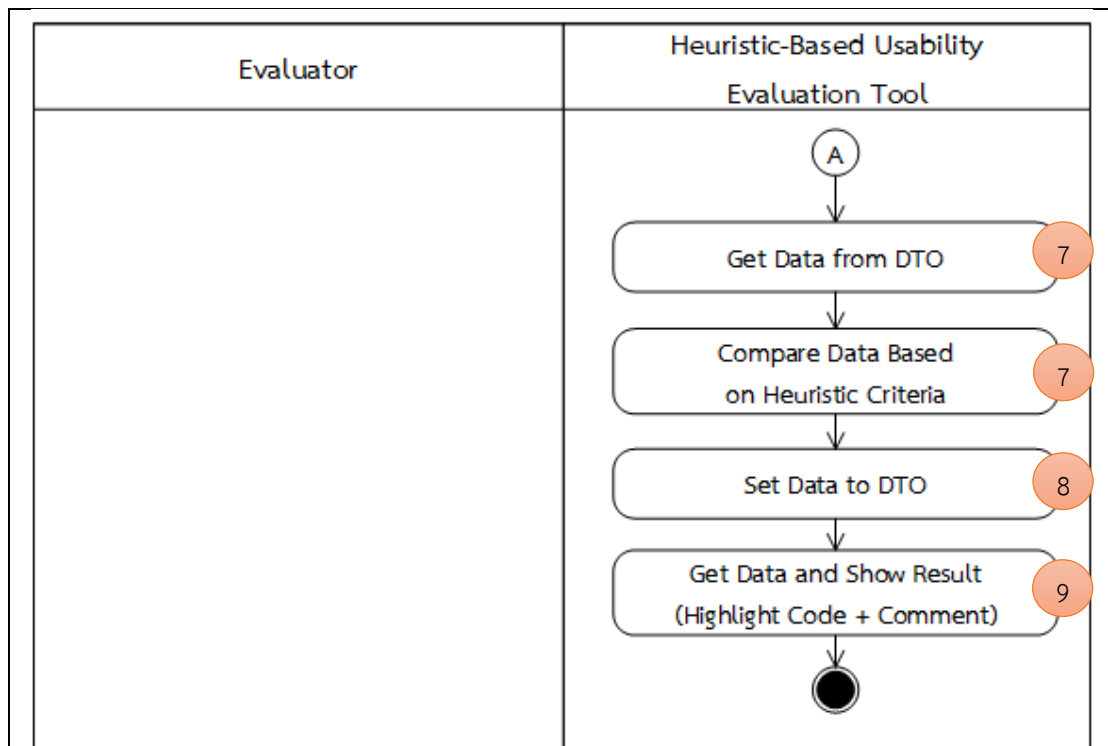 Evaluator
Heuristic-Based Usability
Evaluation Tool
A
Get Data from DTO
7
Compare Data Based
on Heuristic Criteria
7
Set Data to DTO
8
Get Data and Show Result
(Highlight Code + Comment)
9